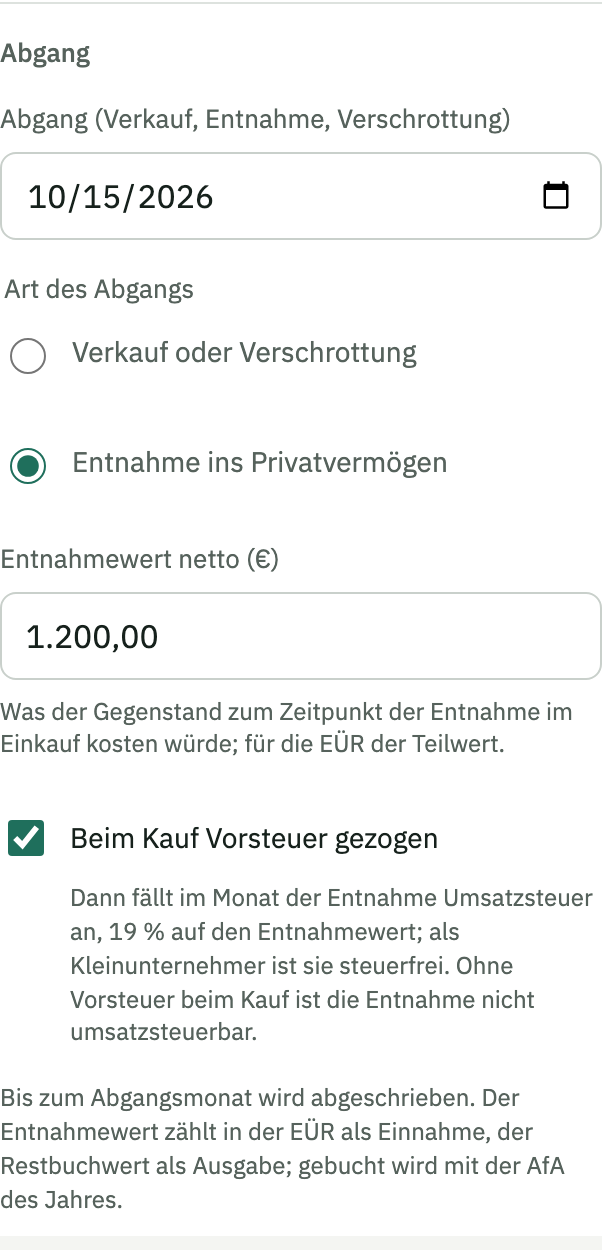 Abgang
Abgang (Verkauf, Entnahme, Verschrottung)
10/15/2026
Art des Abgangs
Verkauf oder Verschrottung
Entnahme ins Privatvermögen
Entnahmewert netto (€)
1.200,00
Was der Gegenstand zum Zeitpunkt der Entnahme im
Einkauf kosten würde; für die EÜR der Teilwert.
Beim Kauf Vorsteuer gezogen
Dann fällt im Monat der Entnahme Umsatzsteuer
an, 19 % auf den Entnahmewert; als
Kleinunternehmer ist sie steuerfrei. Ohne
Vorsteuer beim Kauf ist die Entnahme nicht
umsatzsteuerbar.
Bis zum Abgangsmonat wird abgeschrieben. Der
Entnahmewert zählt in der EÜR als Einnahme, der
Restbuchwert als Ausgabe; gebucht wird mit der AfA
des Jahres.